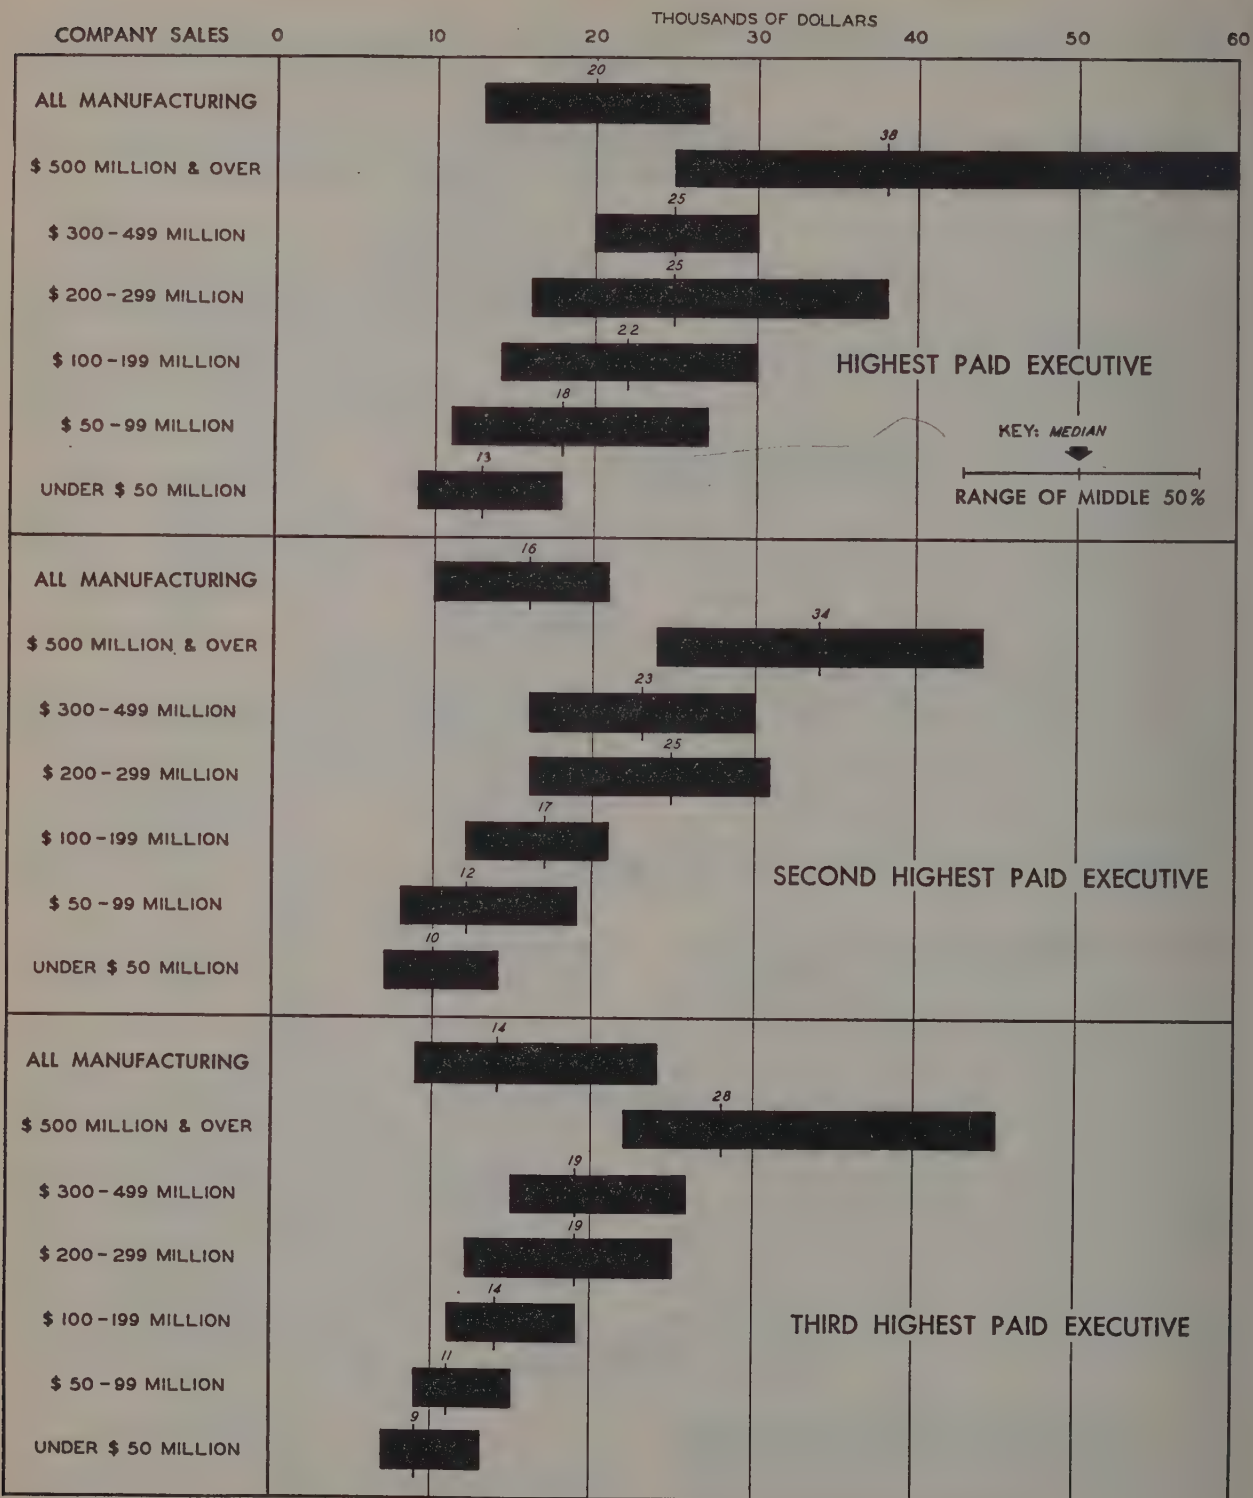 THOUSANDS OF DOLLARS
COMPANY SALES 0 10 20 30 40 50 60
20
ALL MANUFACTURING
38
$ 500 MILLION & OVER
25
$ 300-499 MILLION
25
$ 200-299 MILLION
22
$ 100-199 MILLION
HIGHEST PAID EXECUTIVE
18
$ 50-99 MILLION
KEY: MEDIAN
13
UNDER $ 50 MILLION
RANGE OF MIDDLE 50%
16
ALL MANUFACTURING
34
$ 500 MILLION & OVER
23
$ 300-499 MILLION
25
$ 200-299 MILLION
17
$ 100-199 MILLION
SECOND HIGHEST PAID EXECUTIVE
12
$ 50-99 MILLION
10
UNDER $ 50 MILLION
14
ALL MANUFACTURING
28
$ 500 MILLION & OVER
19
$ 300-499 MILLION
19
$ 200-299 MILLION
14
$ 100-199 MILLION
THIRD HIGHEST PAID EXECUTIVE
11
$ 50-99 MILLION
9
UNDER $ 50 MILLION